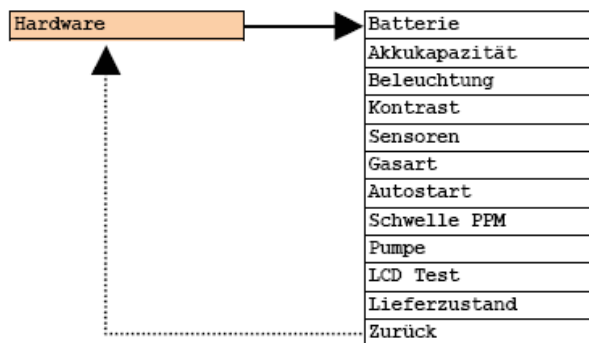 Hardware
Batterie
Akkukapazität
Beleuchtung
Kontrast
Sensoren
Gasart
Autostart
Schwelle PPM
Pumpe
LCD Test
Lieferzustand
Zurück